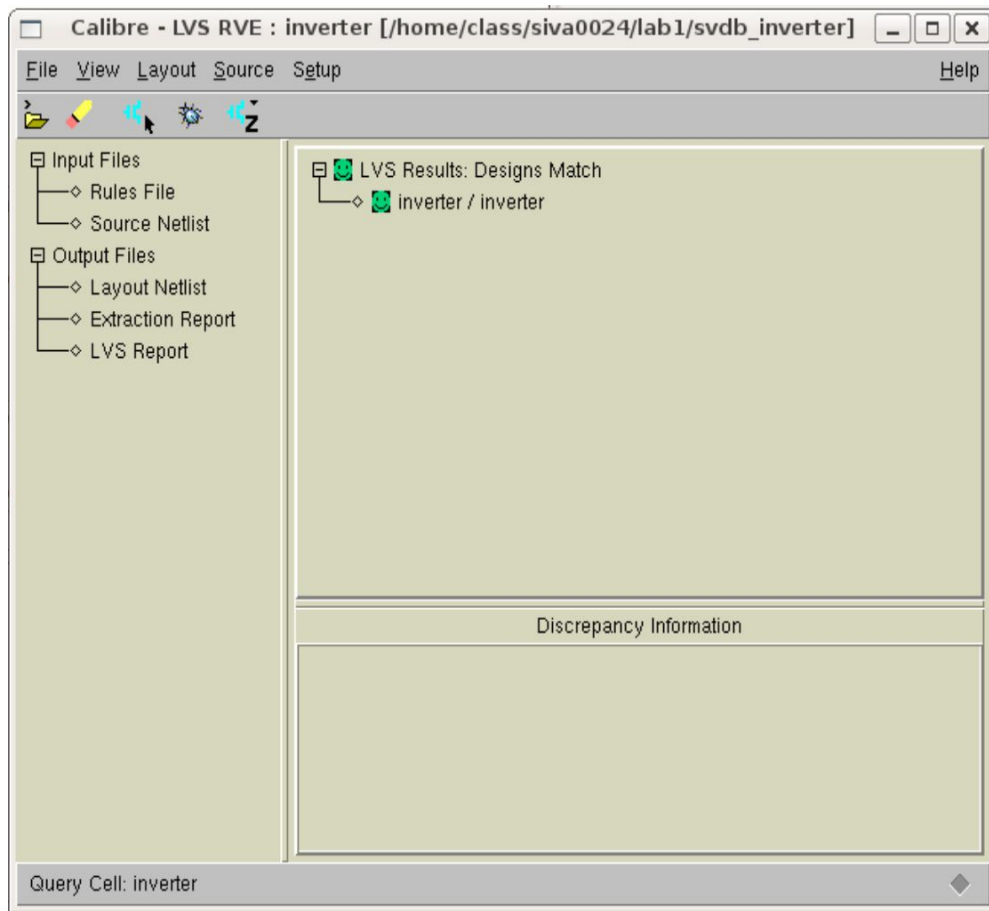 Calibre - LVS RVE : inverter [/home/class/siva0024/lab1/svdb_inverter]
File View Layout Source Setup Help
Input Files
Rules File
Source Netlist
Output Files
Layout Netlist
Extraction Report
LVS Report
LVS Results: Designs Match
inverter / inverter
Discrepancy Information
Query Cell: inverter